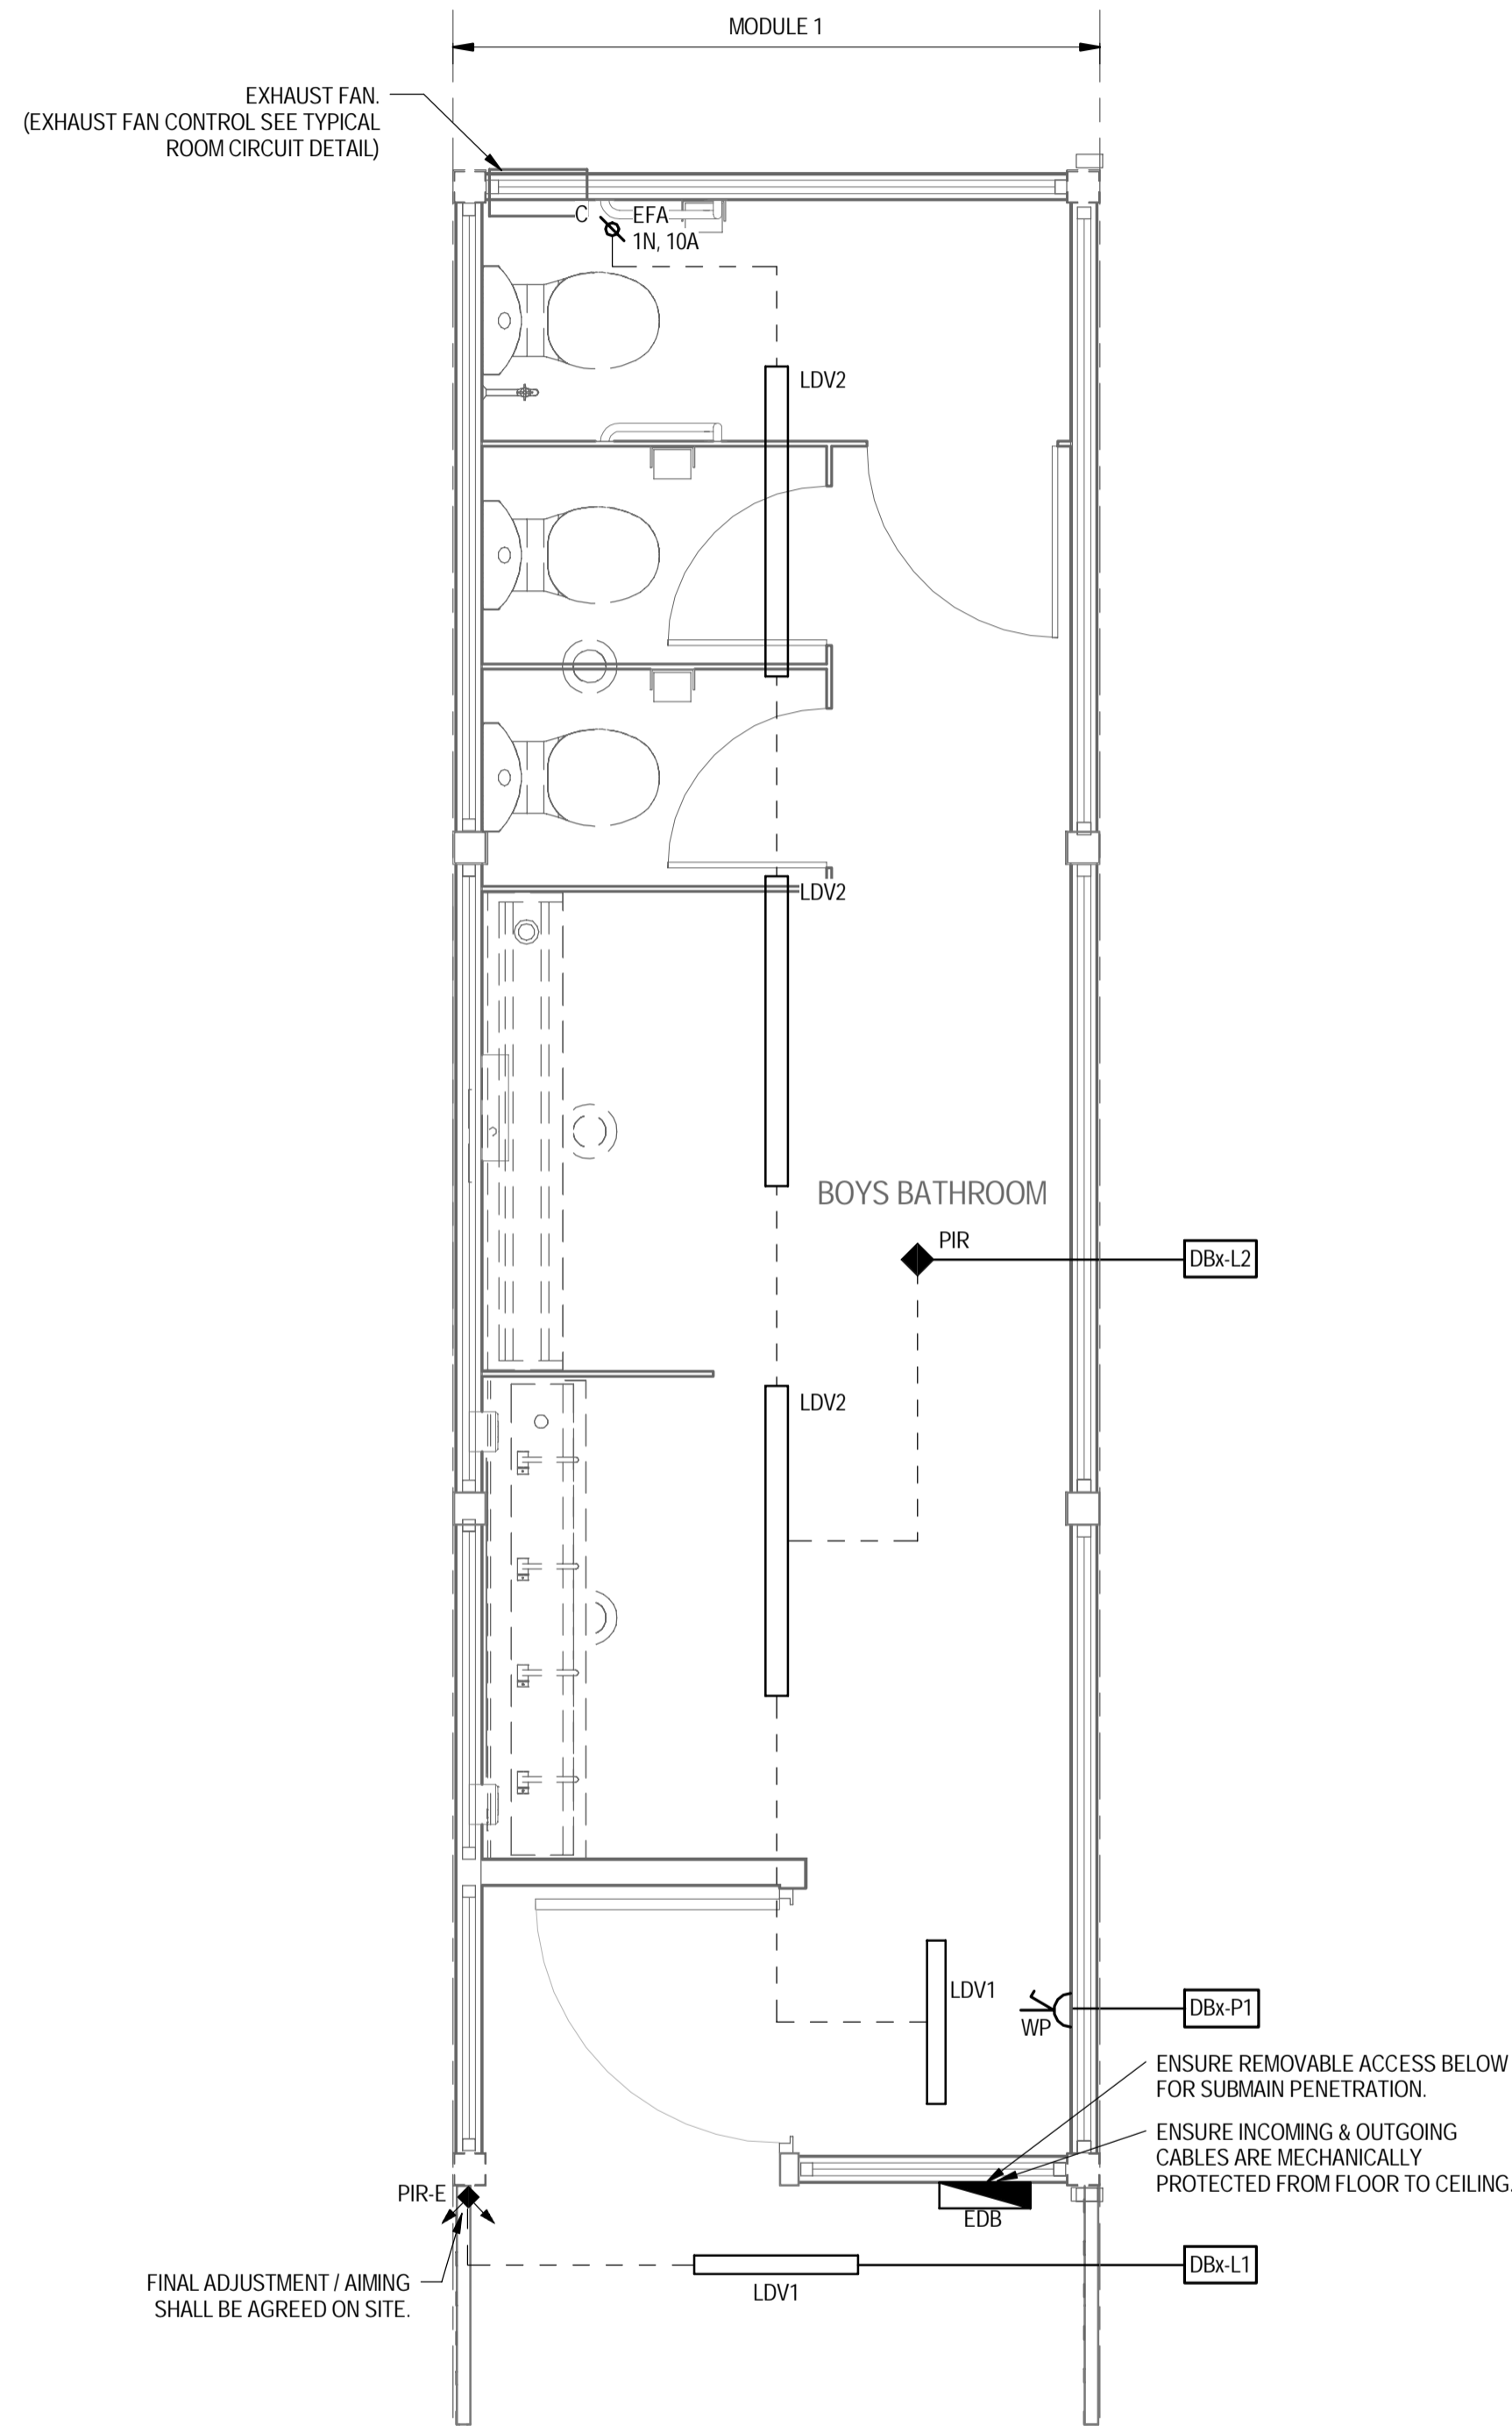 MODULE 1
EXHAUST FAN.
(EXHAUST FAN CONTROL SEE TYPICAL
ROOM CIRCUIT DETAIL)
C
EFA
1N, 10A
LDV2
LDV2
BOYS BATHROOM
PIR
DBx-L2
LDV2
LDV1
WP
DBx-P1
ENSURE REMOVABLE ACCESS BELOW
FOR SUBMAIN PENETRATION.
ENSURE INCOMING & OUTGOING
CABLES ARE MECHANICALLY
PROTECTED FROM FLOOR TO CEILING.
PIR-E
EDB
FINAL ADJUSTMENT / AIMING
SHALL BE AGREED ON SITE.
LDV1
DBx-L1